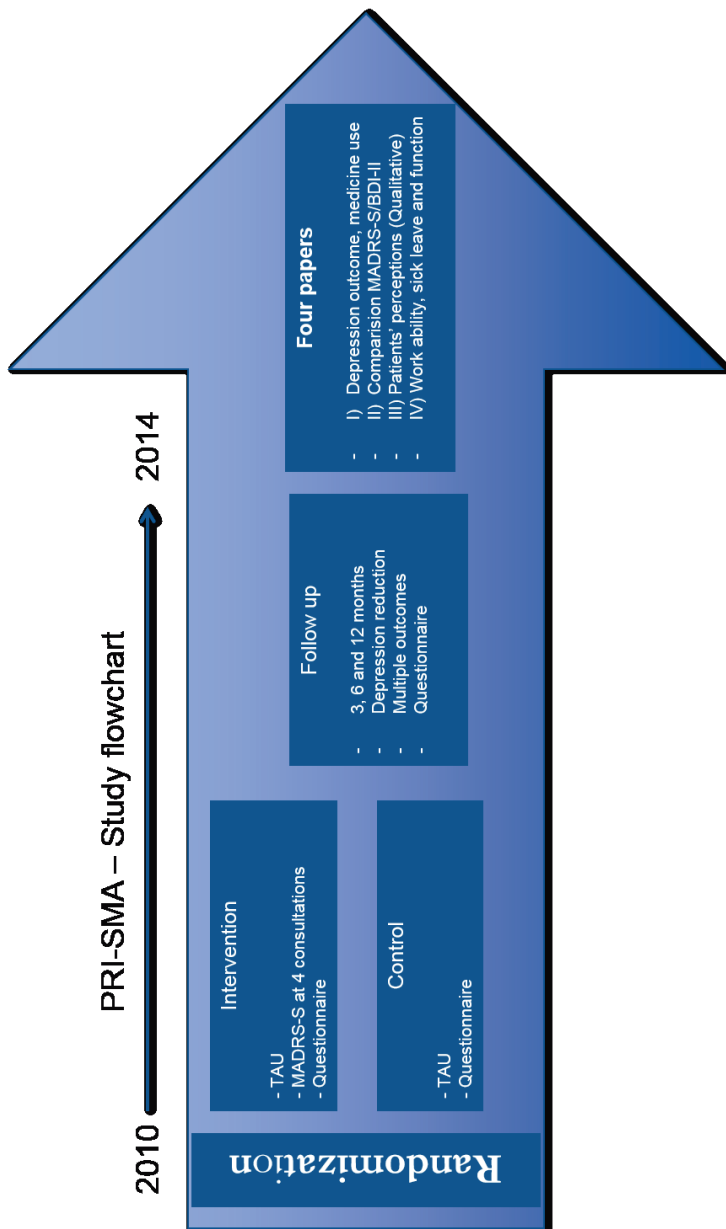 PRI-SMA – Study flowchart
2010
2014
Randomization
Intervention
- TAU
- MADRS-S at 4 consultations
- Questionnaire
Control
- TAU
- Questionnaire
Follow up
- 3, 6 and 12 months
- Depression reduction
- Multiple outcomes
- Questionnaire
Four papers
- I) Depression outcome, medicine use
- II) Comparision MADRS-S/BDI-II
- III) Patients’ perceptions (Qualitative)
- IV) Work ability, sick leave and function